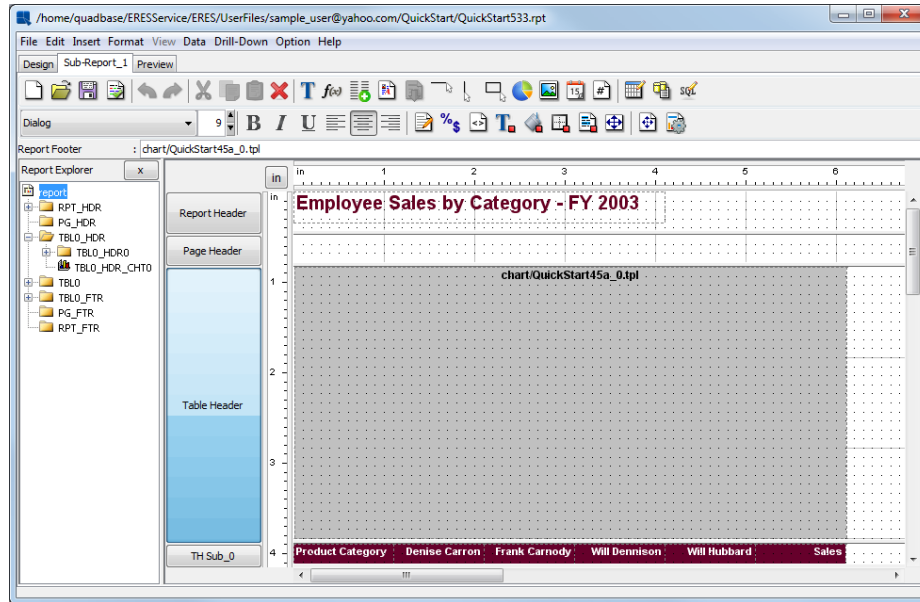 /home/quadbase/ERESService/ERES/UserFiles/sample_user@yahoo.com/QuickStart/QuickStart533.rpt
File Edit Insert Format View Data Drill-Down Option Help
Design Sub-Report_1 Preview
Dialog 9 B I U
Report Footer : chart/QuickStart45a_0.tpl
Report Explorer x
report
RPT_HDR
PG_HDR
TBL0_HDR
TBL0_HDR0
TBL0_HDR_CHT0
TBL0
TBL0_FTR
PG_FTR
RPT_FTR
in
in 1 2 3 4 5 6
in
1
2
3
4
Report Header
Page Header
Table Header
TH Sub_0
Employee Sales by Category - FY 2003
chart/QuickStart45a_0.tpl
Product Category Denise Carron Frank Carnody Will Dennison Will Hubbard Sales